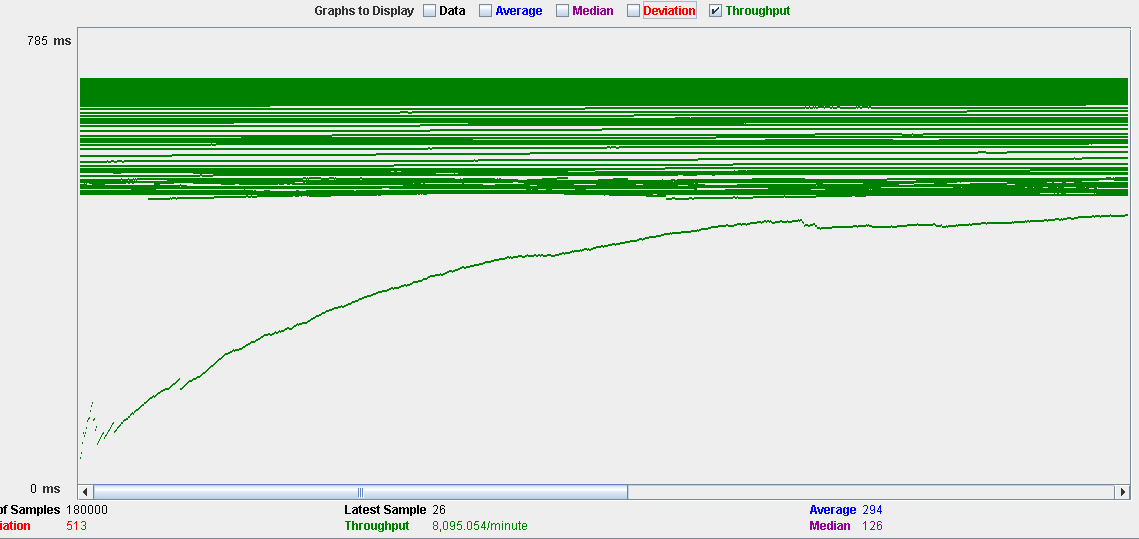 Graphs to Display Data Average Median Deviation Throughput
785 ms
0 ms
of Samples 180000 Latest Sample 26 Average 294
iation 513 Throughput 8,095.054/minute Median 126